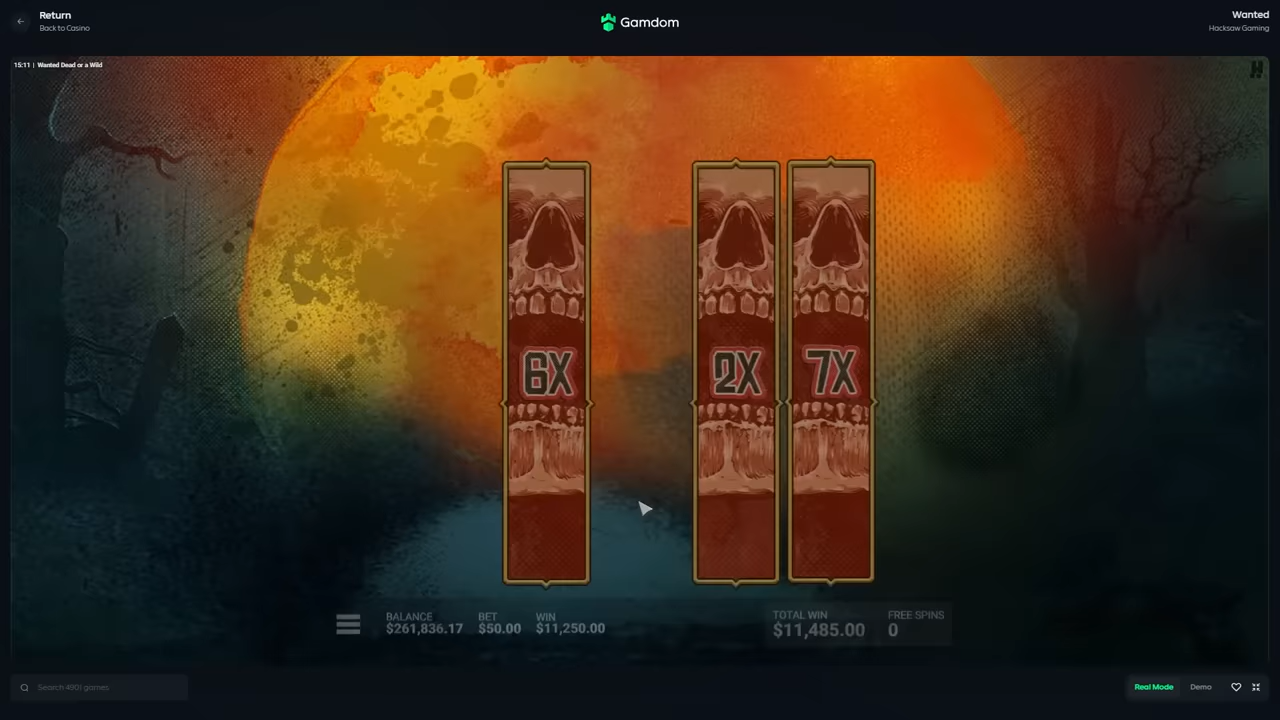 Return
Back to Casino
Gamdom
Wanted
Hacksaw Gaming
15:11 | Wanted Dead or a Wild
6X
2X
7X
BALANCE
$261,836.17
BET
$50.00
WIN
$11,250.00
TOTAL WIN
$11,485.00
FREE SPINS
0
Search 4901 games
Real Mode
Demo